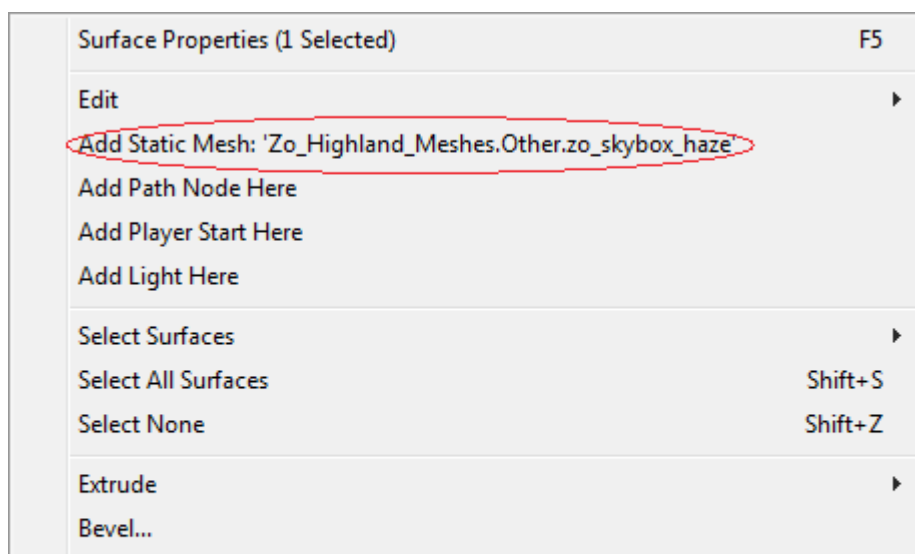 Surface Properties (1 Selected) F5
Edit
Add Static Mesh: 'Zo_Highland_Meshes.Other.zo_skybox_haze'
Add Path Node Here
Add Player Start Here
Add Light Here
Select Surfaces
Select All Surfaces Shift+S
Select None Shift+Z
Extrude
Bevel...